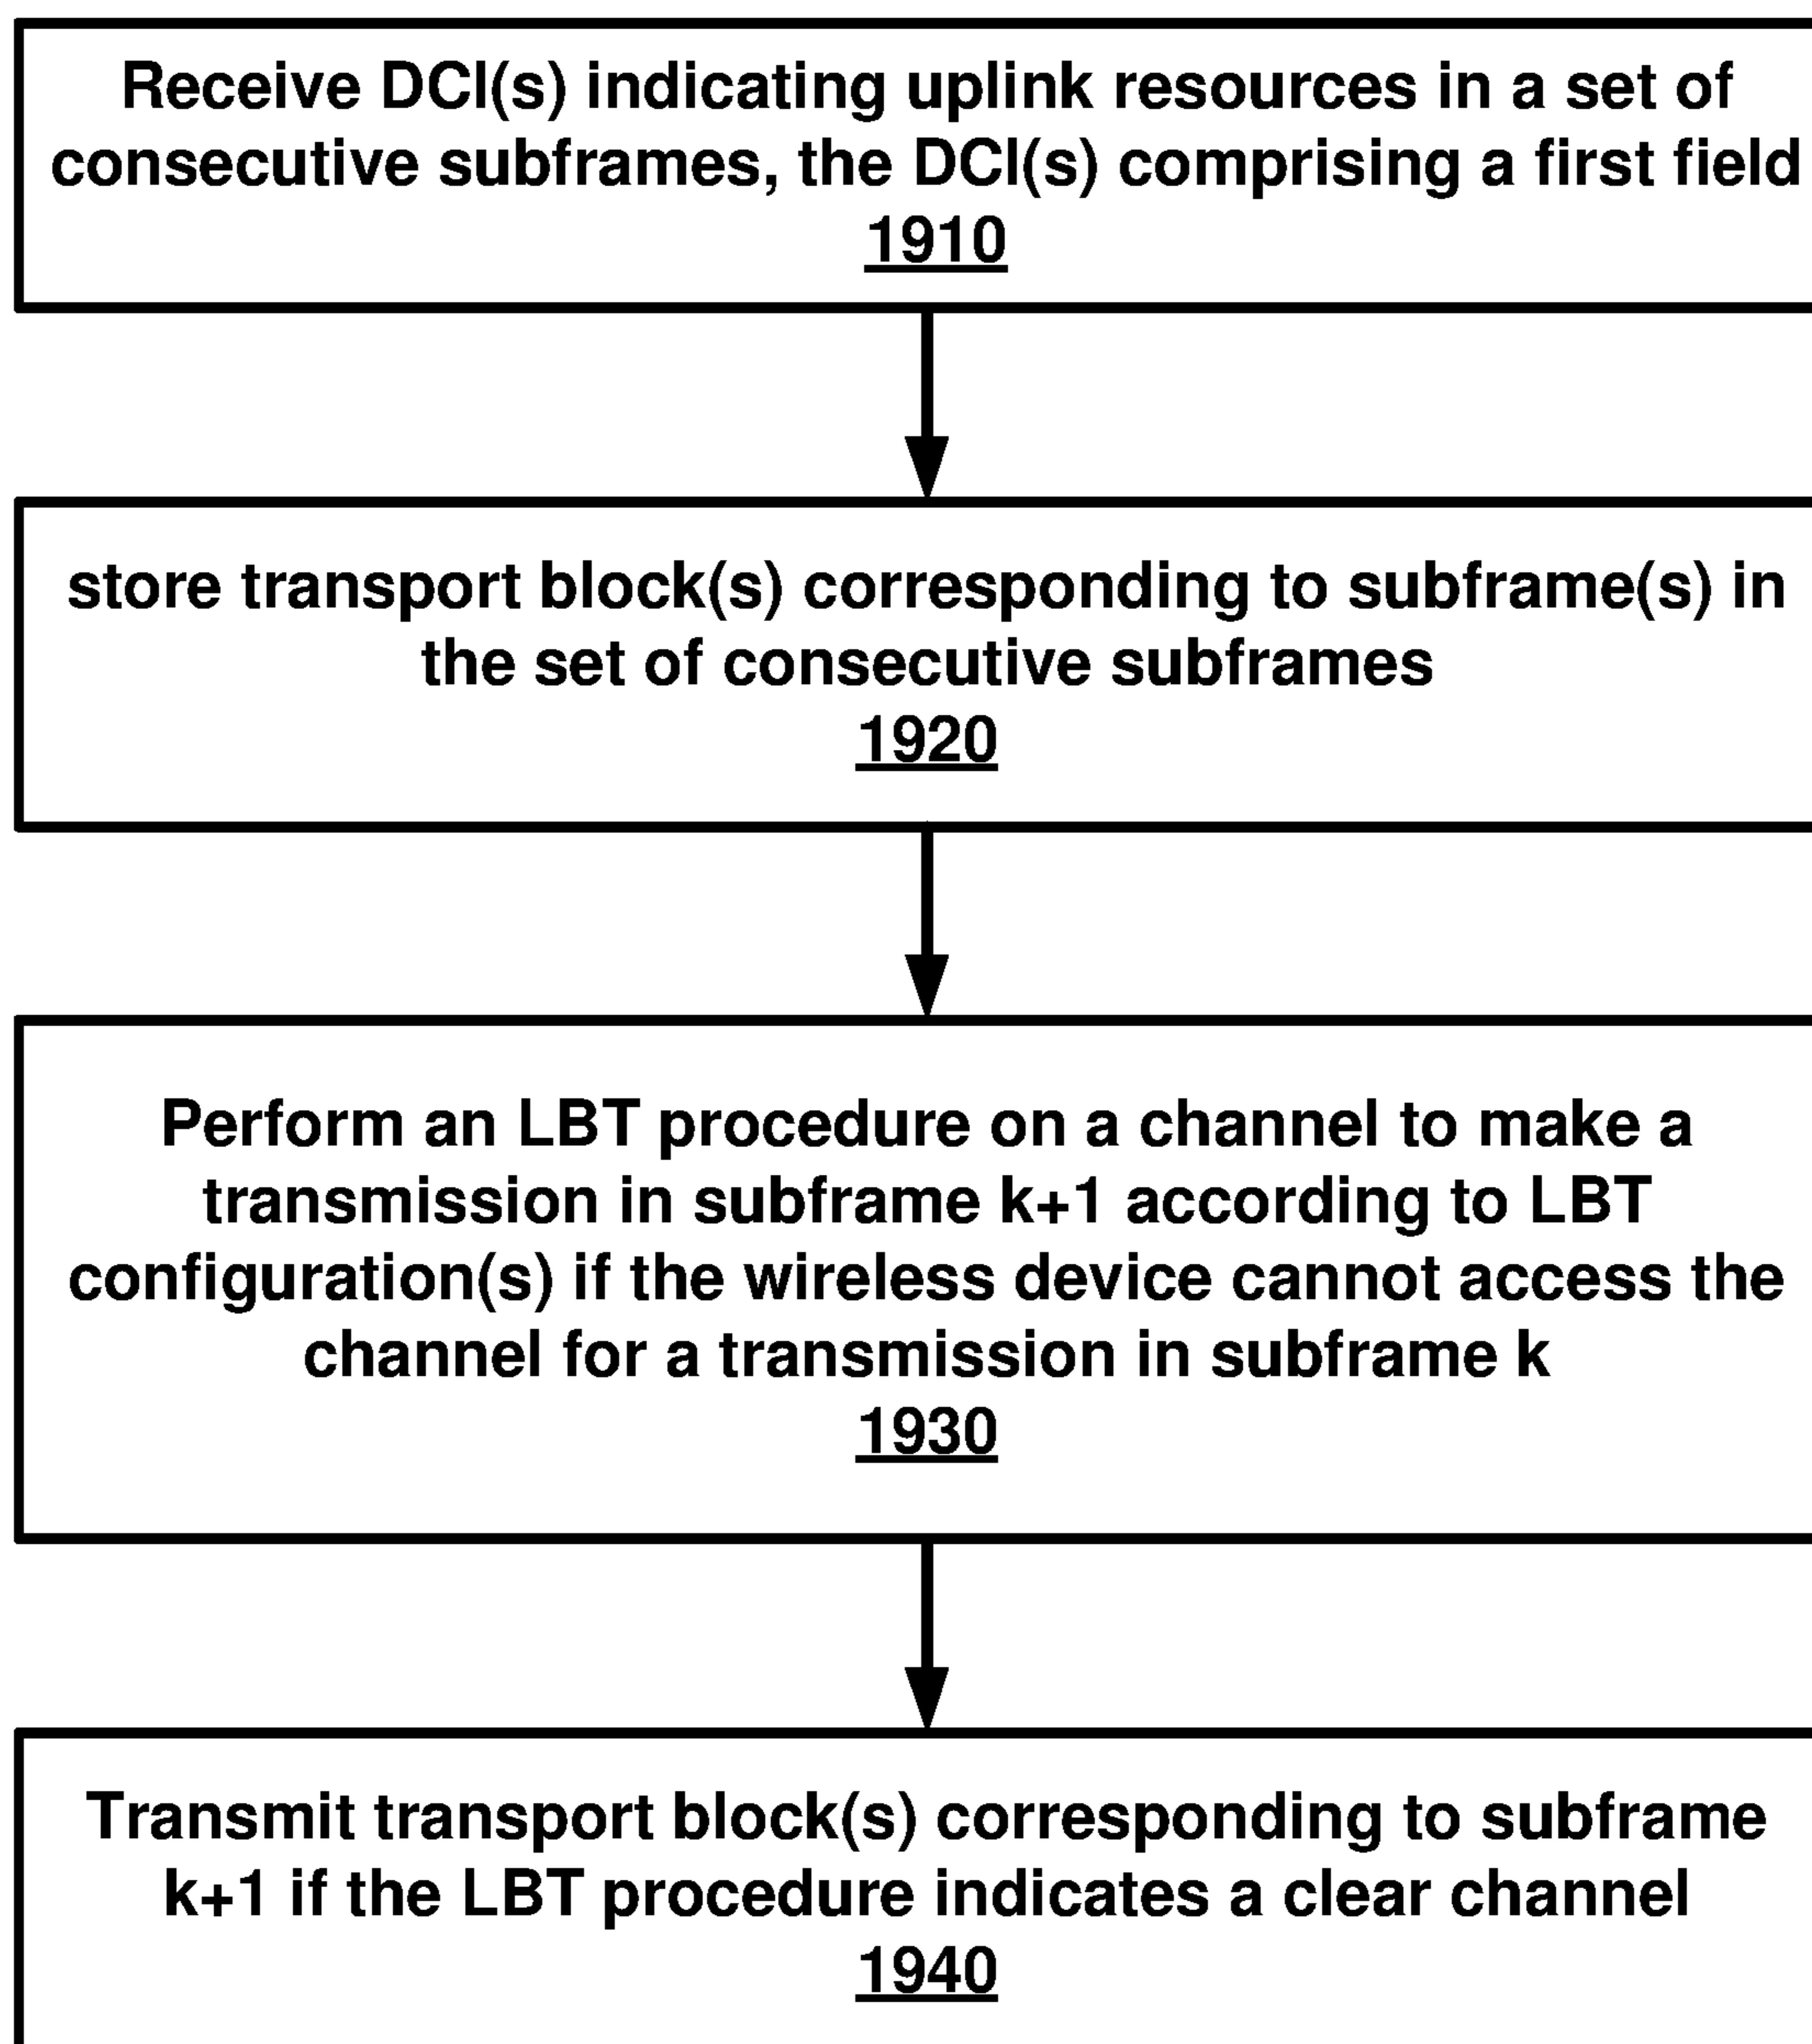 Receive DCI(s) indicating uplink resources in a set of
consecutive subframes, the DCI(s) comprising a first field
1910
store transport block(s) corresponding to subframe(s) in
the set of consecutive subframes
1920
Perform an LBT procedure on a channel to make a
transmission in subframe k+1 according to LBT
configuration(s) if the wireless device cannot access the
channel for a transmission in subframe k
1930
Transmit transport block(s) corresponding to subframe
k+1 if the LBT procedure indicates a clear channel
1940